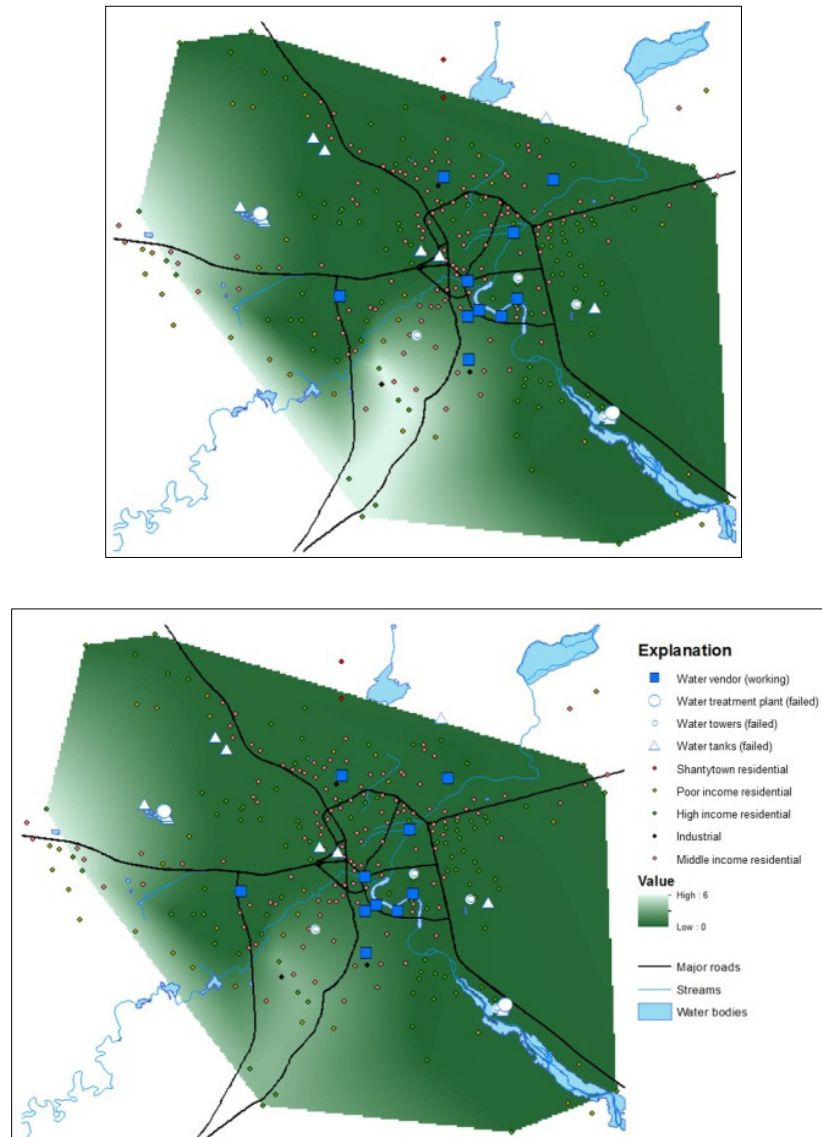 Explanation
Water vendor (working)
Water treatment plant (failed)
Water towers (failed)
Water tanks (failed)
Shantytown residential
Poor income residential
High income residential
Industrial
Middle income residential
Value
High : 6
Low : 0
Major roads
Streams
Water bodies